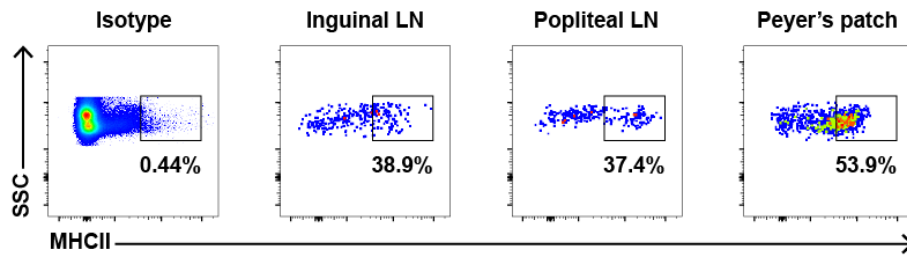 Isotype
Inguinal LN
Popliteal LN
Peyer's patch
SSC
0.44%
38.9%
37.4%
53.9%
MHCII